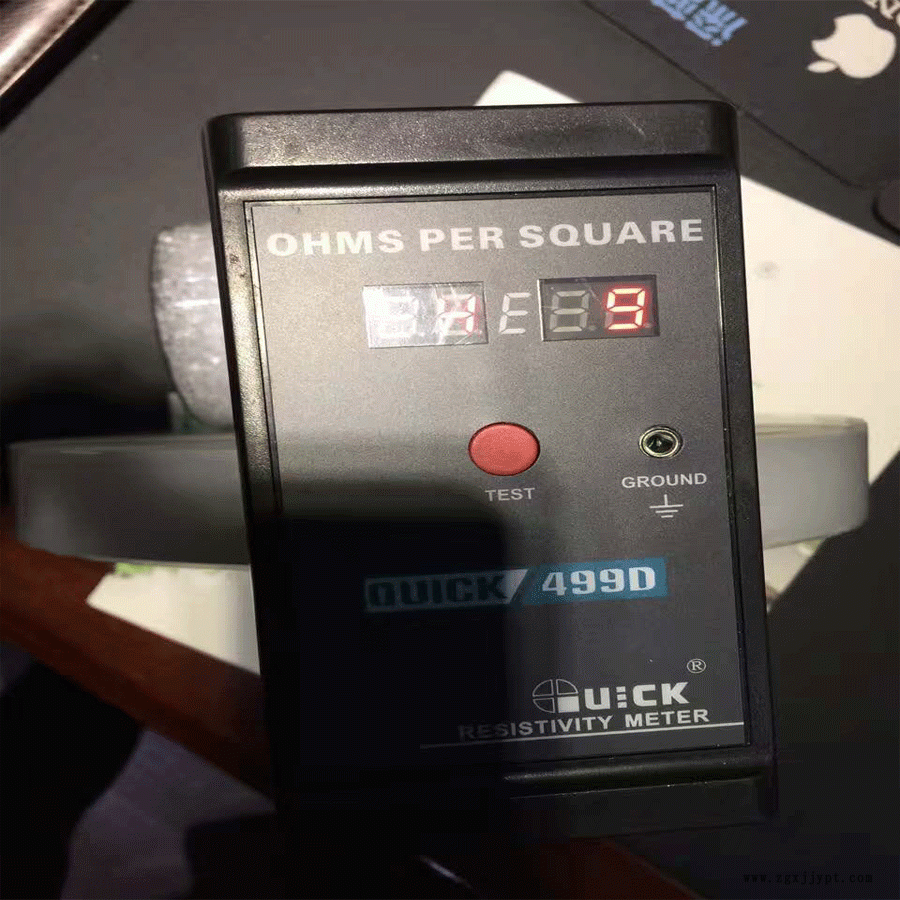 OHMS PER SQUARE
E 9
TEST
GROUND
QUICK/499D
®
QUICK
RESISTIVITY METER
www.zgxjjypt.com